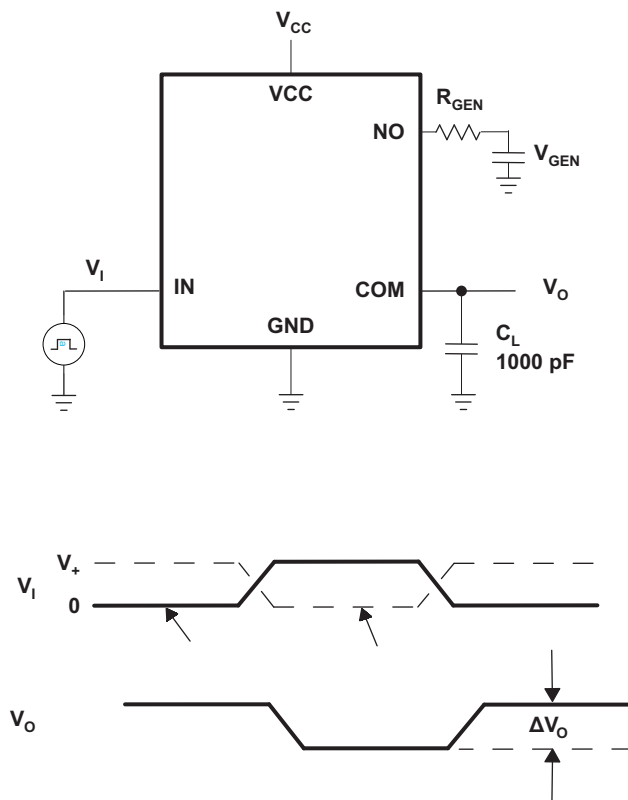 V_CC
VCC
R_GEN
NO
V_GEN
V_I
IN
COM
V_O
GND
C_L
1000 pF
V_+
V_I
0
V_O
ΔV_O